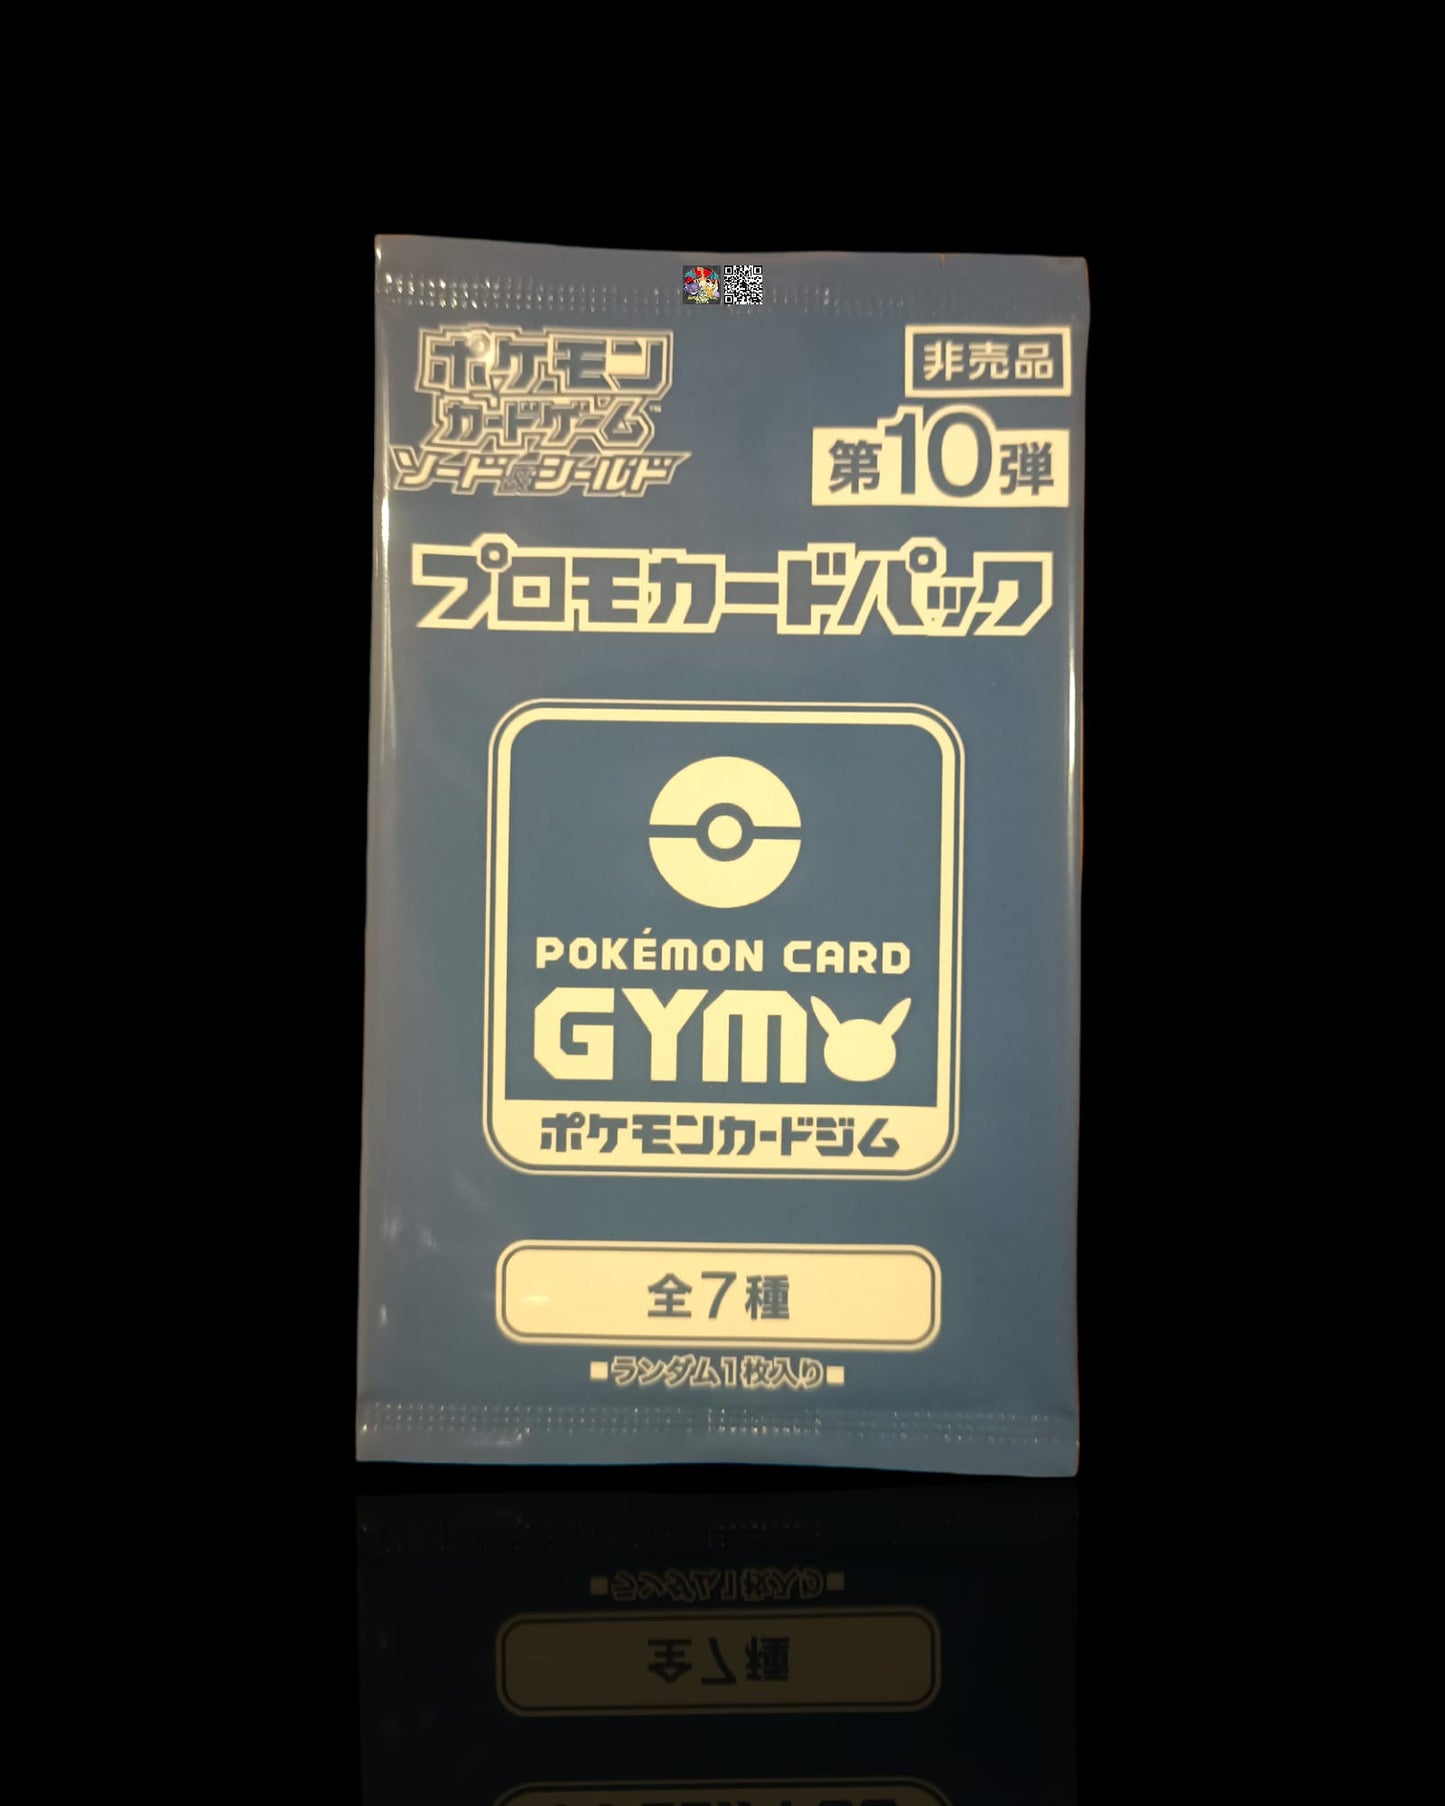 ポケモン
カードゲーム™
ソード&シールド
非売品
第10弾
プロモカードパック
POKÉMON CARD
GYM
ポケモンカードジム
全7種
■ランダム1枚入り■